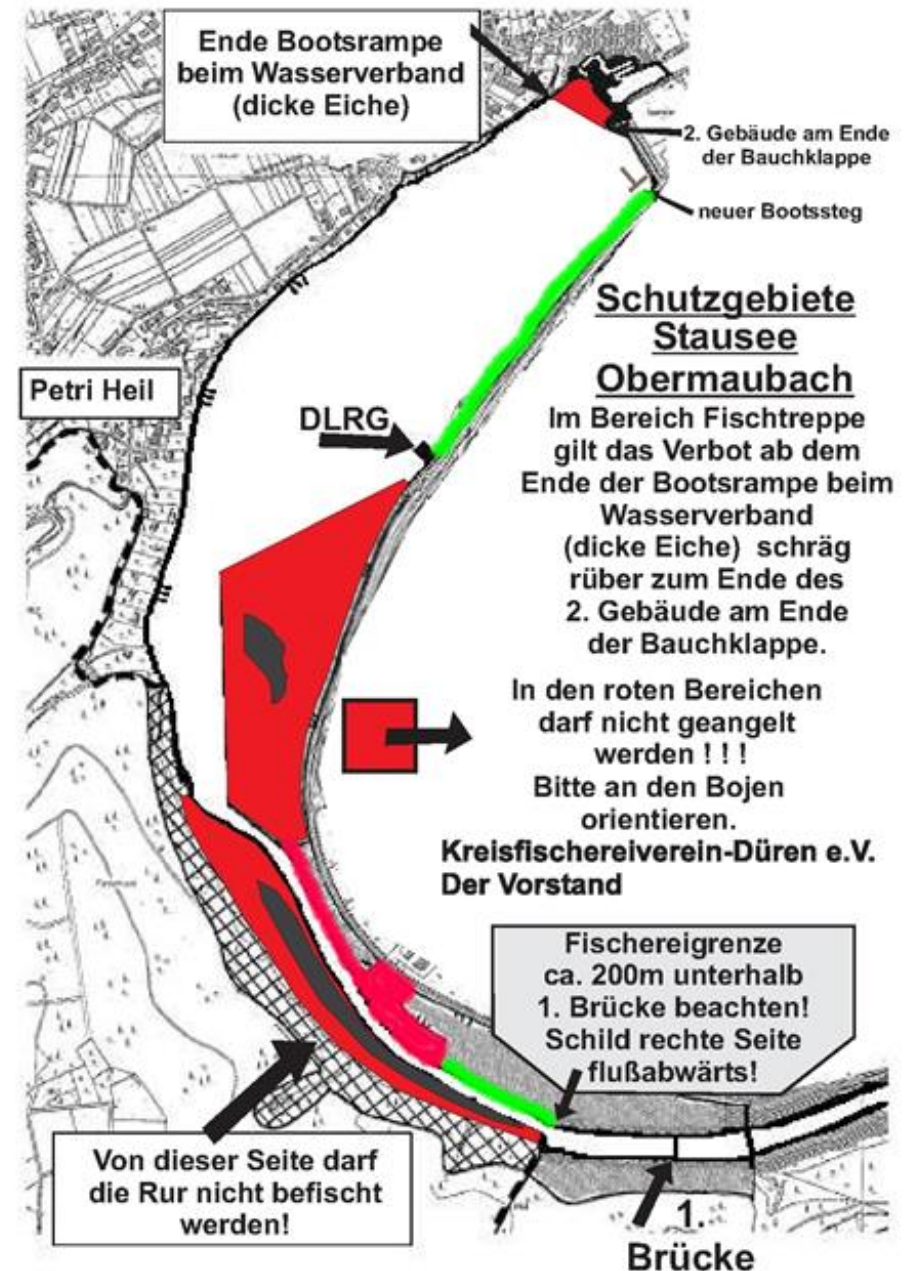 Ende Bootsrampe
beim Wasserverband
(dicke Eiche)
2. Gebäude am Ende
der Bauchklappe
neuer Bootssteg
Schutzgebiete
Stausee
Obermaubach
Petri Heil
DLRG
Im Bereich Fischtreppe
gilt das Verbot ab dem
Ende der Bootsrampe beim
Wasserverband
(dicke Eiche) schräg
rüber zum Ende des
2. Gebäude am Ende
der Bauchklappe.
In den roten Bereichen
darf nicht geangelt
werden ! ! !
Bitte an den Bojen
orientieren.
Kreisfischereiverein-Düren e.V.
Der Vorstand
Fischereigrenze
ca. 200m unterhalb
1. Brücke beachten!
Schild rechte Seite
flußabwärts!
Von dieser Seite darf
die Rur nicht befischt
werden!
1.
Brücke